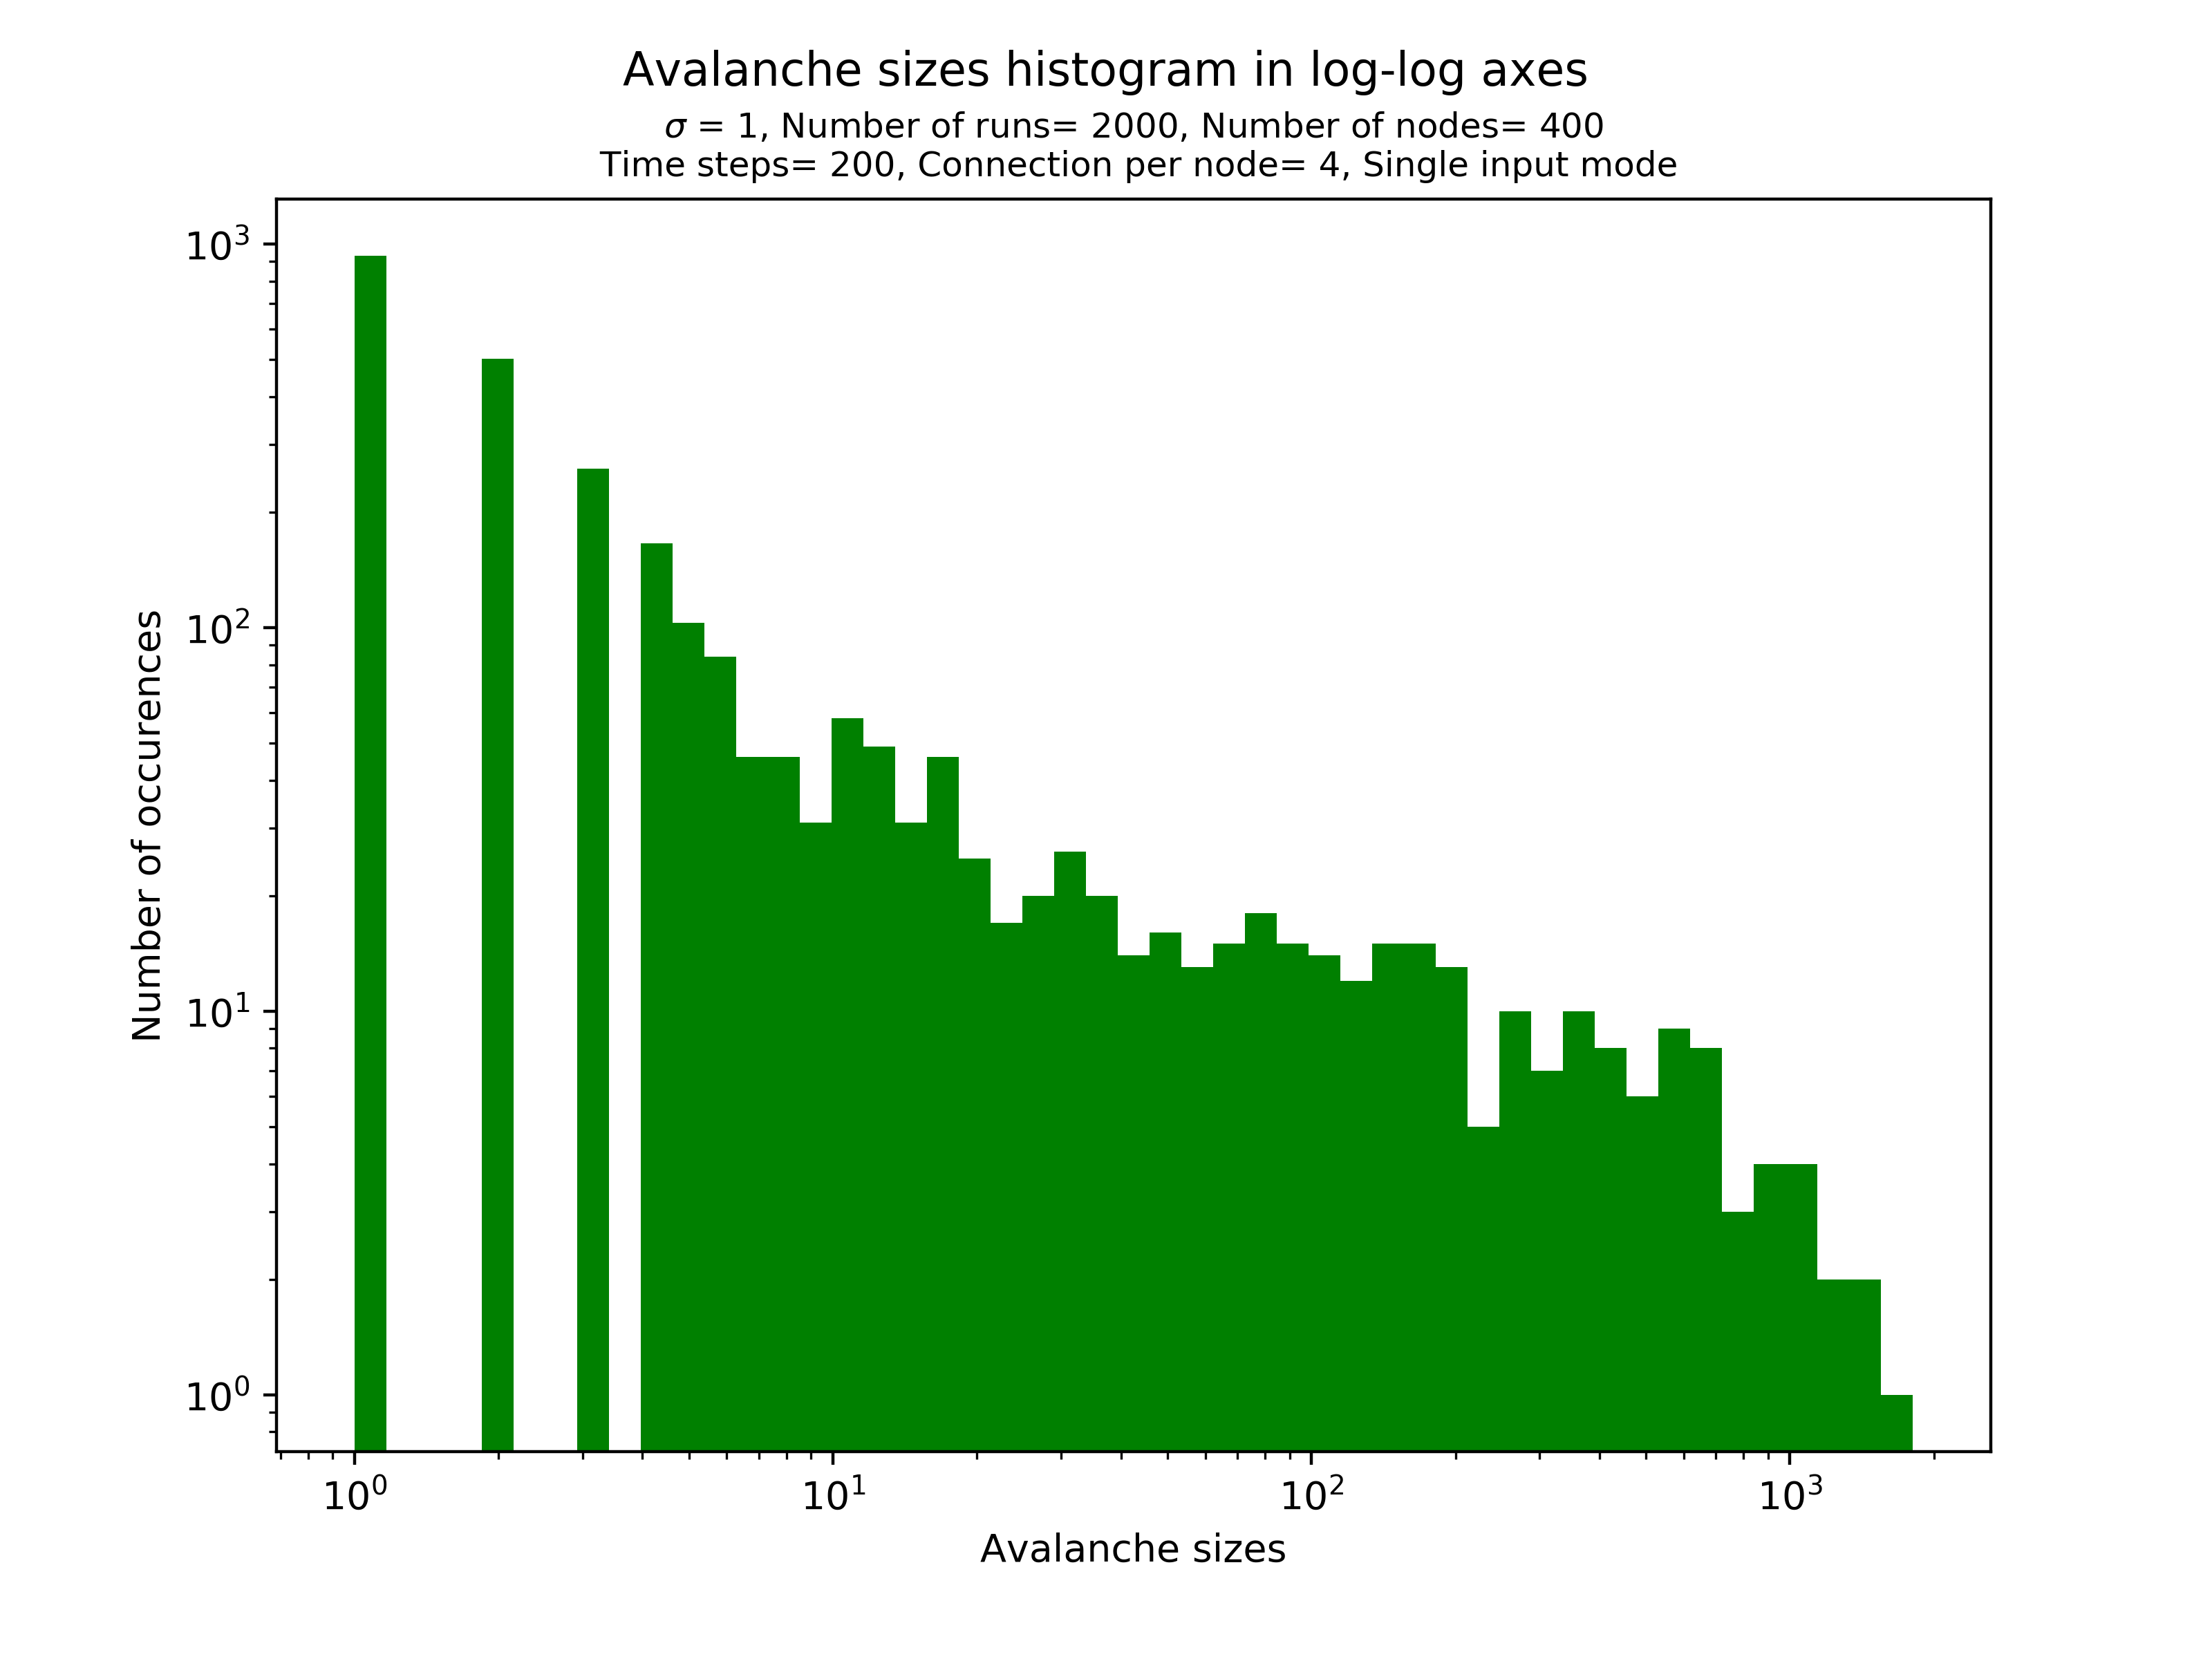 Avalanche sizes histogram in log-log axes
σ = 1, Number of runs= 2000, Number of nodes= 400
Time steps= 200, Connection per node= 4, Single input mode
10³
10²
10¹
10⁰
Number of occurences
10⁰ 10¹ 10² 10³
Avalanche sizes